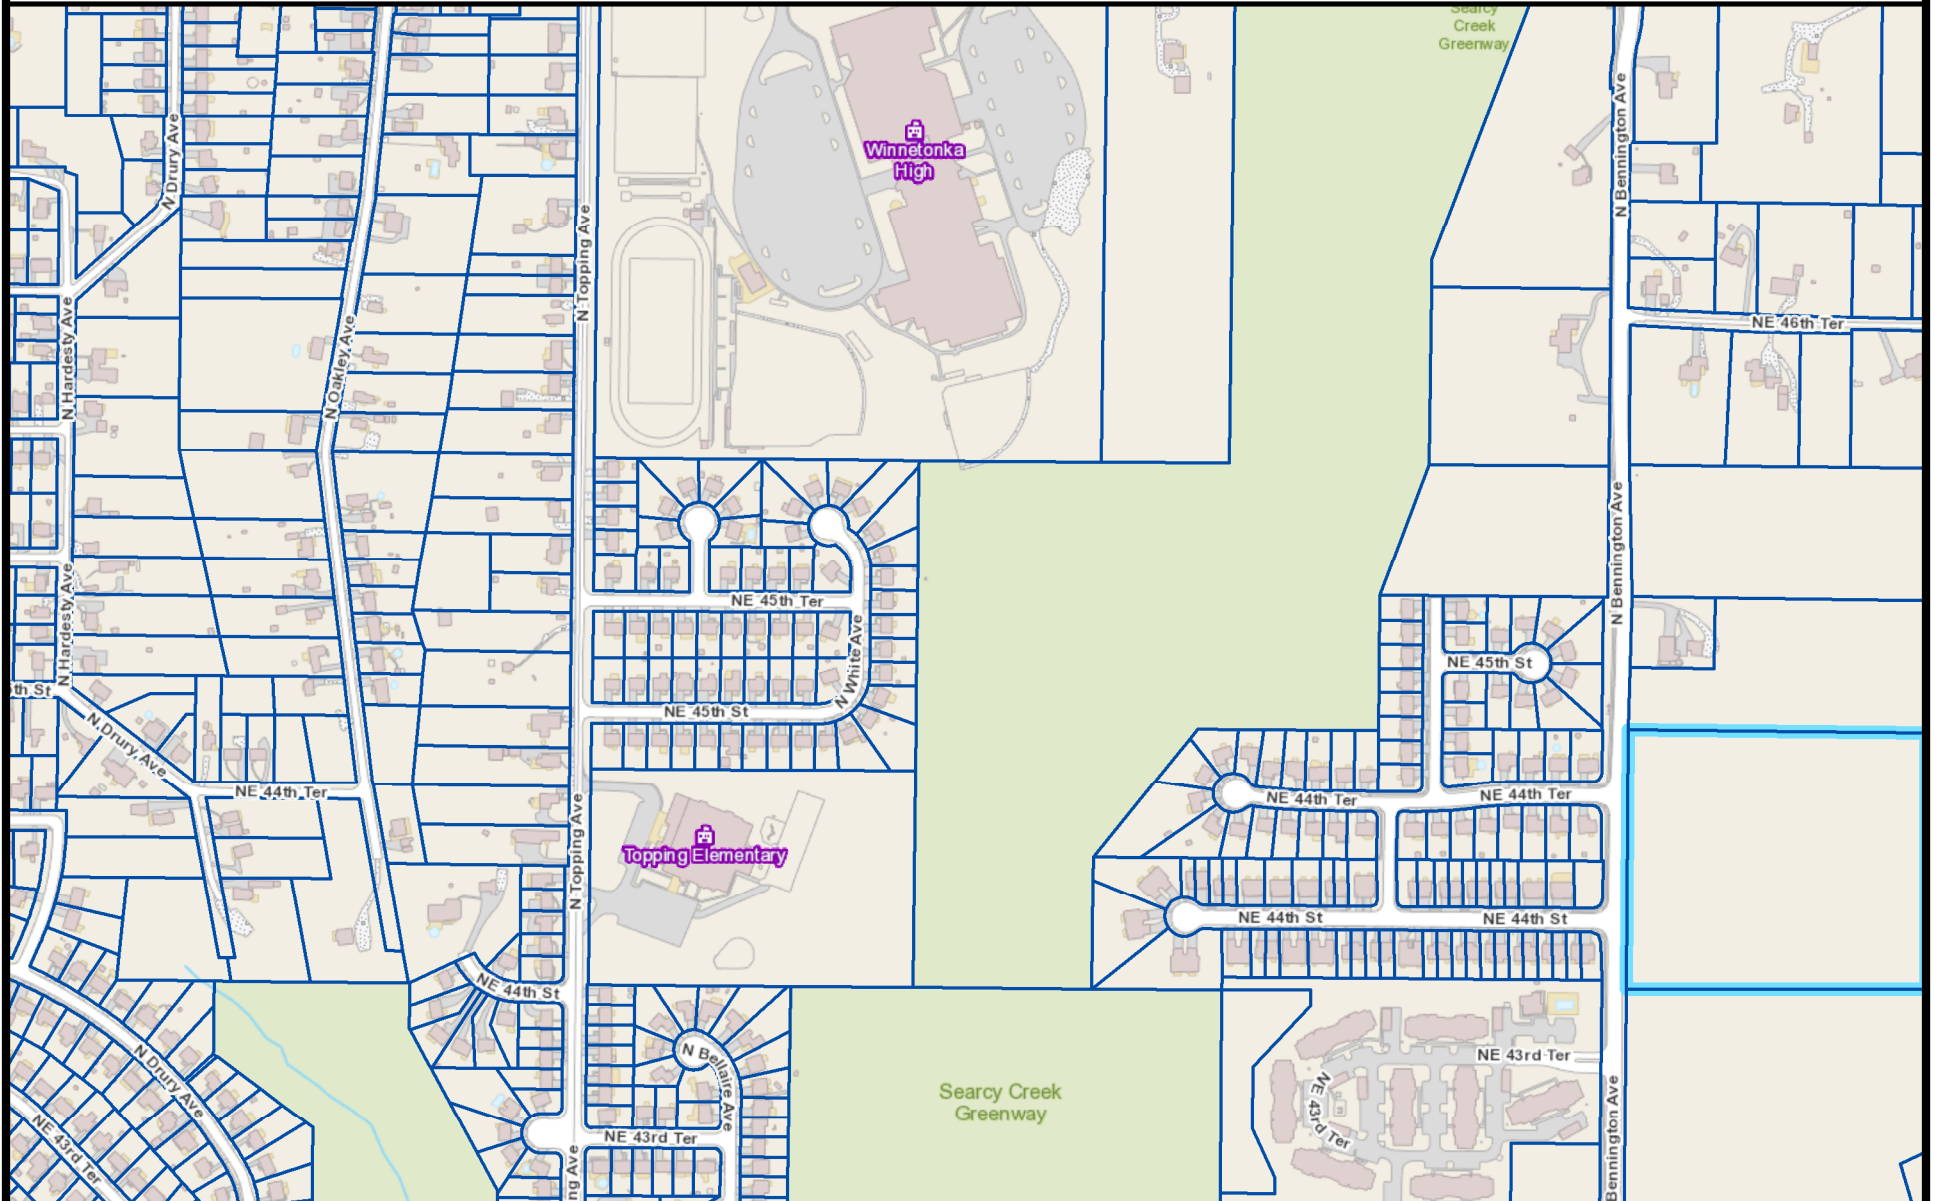 Searcy
Creek
Greenway
N Drury Ave
N Bennington Ave
Winnetonka
High
N Topping Ave
N Hardesty Ave
N Oakley Ave
NE 46th Ter
N Bennington Ave
N Hardesty Ave
NE 45th Ter
N White Ave
NE 45th St
5th St
NE 45th St
N Drury Ave
NE 44th Ter
NE 44th Ter
NE 44th Ter
N Topping Ave
Topping Elementary
NE 44th St
NE 44th St
NE 44th St
N Bellaire Ave
N Drury Ave
NE 43rd Ter
NE 43rd Ter
Searcy Creek
Greenway
NE 43rd Ter
NE 43rd Ter
ng Ave
Bennington Ave